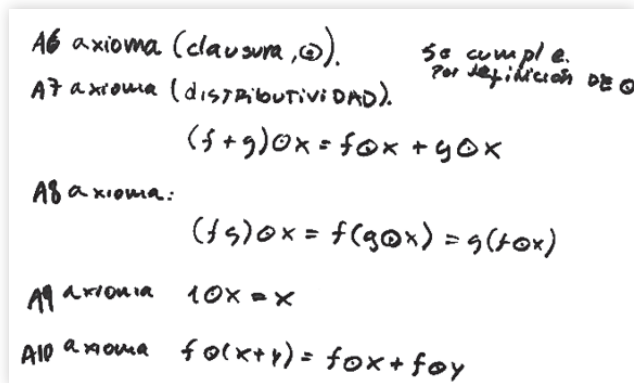 A6 axioma (clausura, ⊙). Se cumple.
Por definición DE ⊙
A7 axioma (DISTRIBUTIVIDAD).
(f + g)⊙x = f⊙x + g⊙x
A8 axioma:
(fg)⊙x = f(g⊙x) = g(f⊙x)
A9 axioma 1⊙x = x
A10 axioma f⊙(x+y) = f⊙x + f⊙y